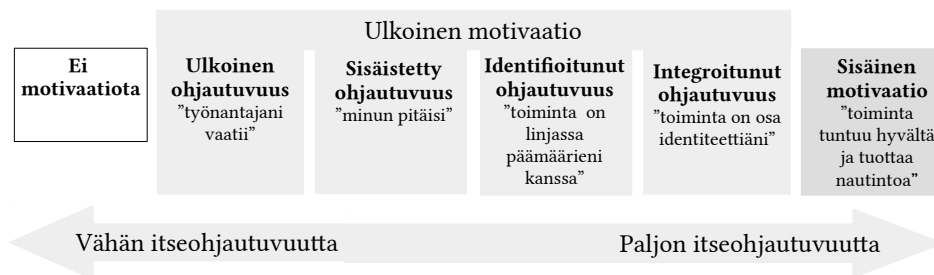 Ulkoinen motivaatio
Ei
motivaatiota
Ulkoinen
ohjautuvuus
”työnantajani
vaatii”
Sisäistetty
ohjautuvuus
”minun pitäisi”
Identifioitunut
ohjautuvuus
”toiminta on
linjassa
päämäärieni
kanssa”
Integroitunut
ohjautuvuus
”toiminta on osa
identiteettiäni”
Sisäinen
motivaatio
”toiminta
tuntuu hyvältä
ja tuottaa
nautintoa”
Vähän itseohjautuvuutta
Paljon itseohjautuvuutta